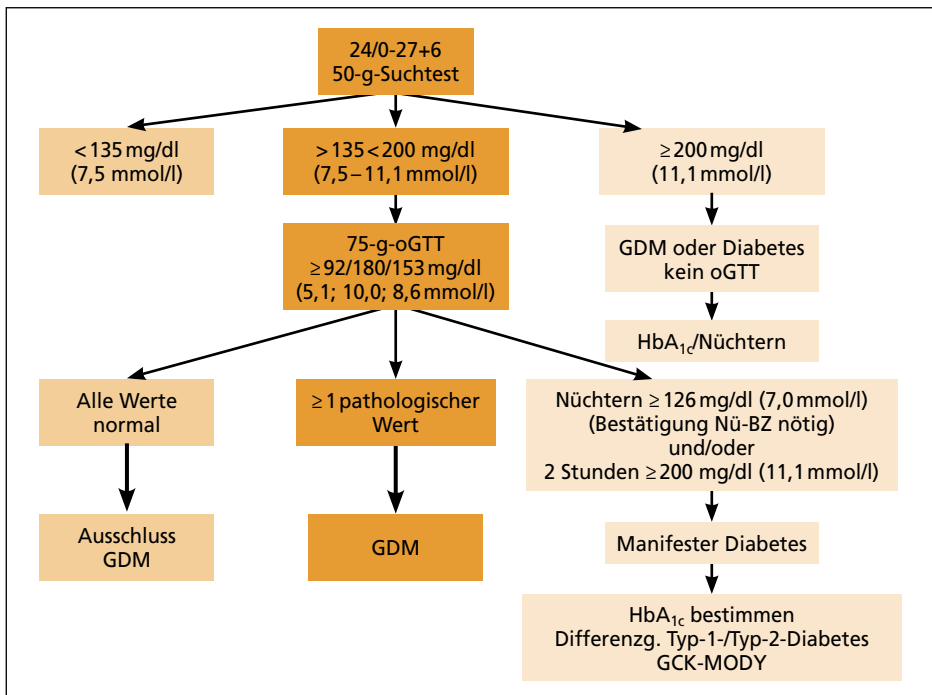 24/0-27+6
50-g-Suchtest
<135 mg/dl
(7,5 mmol/l)
>135<200 mg/dl
(7,5–11,1 mmol/l)
≥200 mg/dl
(11,1 mmol/l)
75-g-oGTT
≥92/180/153 mg/dl
(5,1; 10,0; 8,6 mmol/l)
GDM oder Diabetes
kein oGTT
HbA1c/Nüchtern
Alle Werte
normal
≥1 pathologischer
Wert
Nüchtern ≥126 mg/dl (7,0 mmol/l)
(Bestätigung Nü-BZ nötig)
und/oder
2 Stunden ≥200 mg/dl (11,1 mmol/l)
Ausschluss
GDM
GDM
Manifester Diabetes
HbA1c bestimmen
Differenzg. Typ-1-/Typ-2-Diabetes
GCK-MODY